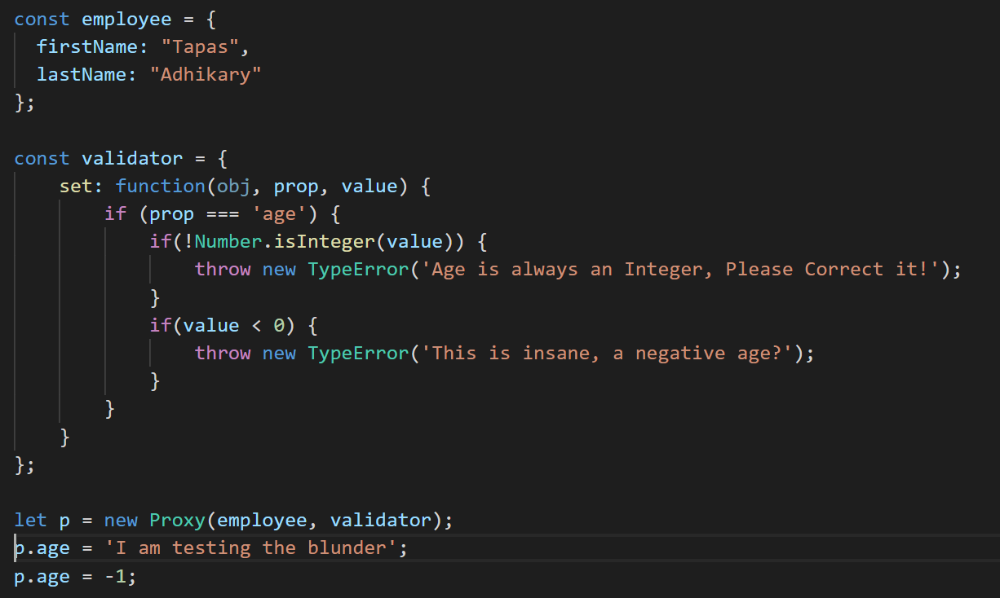 const employee = {
  firstName: "Tapas",
  lastName: "Adhikary"
};

const validator = {
    set: function(obj, prop, value) {
        if (prop === 'age') {
            if(!Number.isInteger(value)) {
                throw new TypeError('Age is always an Integer, Please Correct it!');
            }
            if(value < 0) {
                throw new TypeError('This is insane, a negative age?');
            }
        }
    }
};

let p = new Proxy(employee, validator);
p.age = 'I am testing the blunder';
p.age = -1;